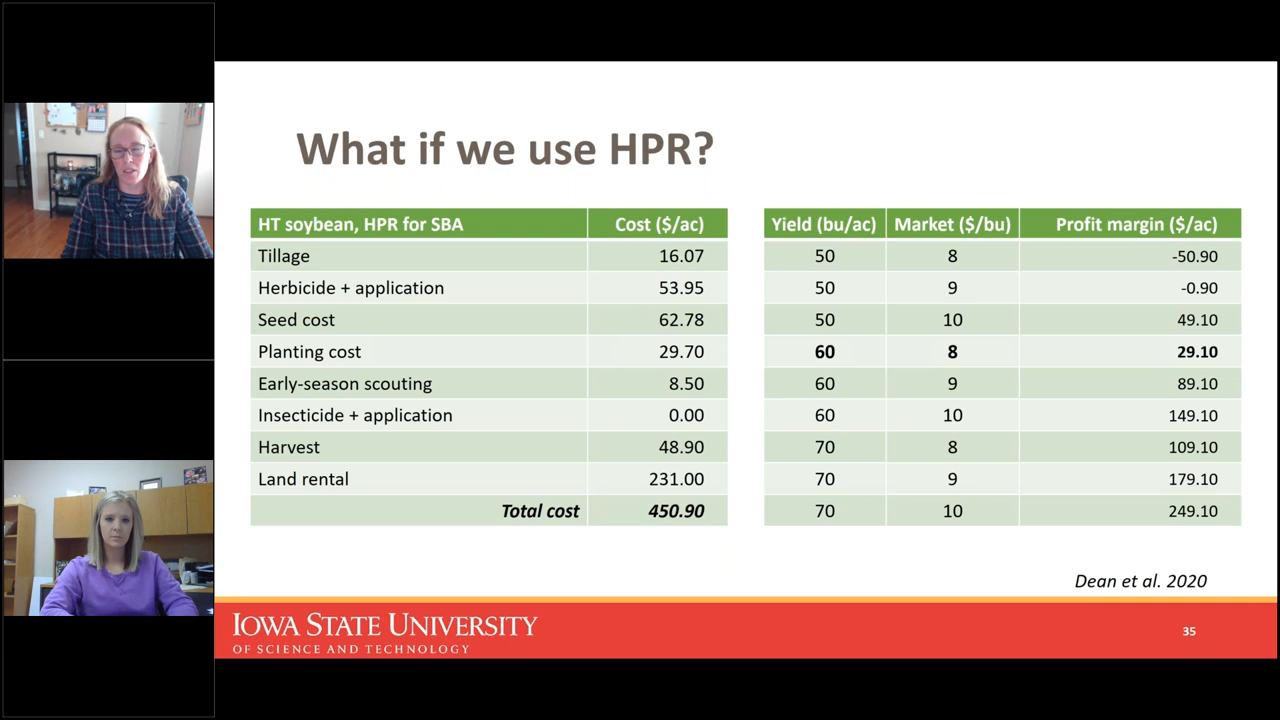 What if we use HPR?
HT soybean, HPR for SBA Cost ($/ac)
Tillage 16.07
Herbicide + application 53.95
Seed cost 62.78
Planting cost 29.70
Early-season scouting 8.50
Insecticide + application 0.00
Harvest 48.90
Land rental 231.00
Total cost 450.90
Yield (bu/ac) Market ($/bu) Profit margin ($/ac)
50 8 -50.90
50 9 -0.90
50 10 49.10
60 8 29.10
60 9 89.10
60 10 149.10
70 8 109.10
70 9 179.10
70 10 249.10
Dean et al. 2020
IOWA STATE UNIVERSITY
OF SCIENCE AND TECHNOLOGY
35